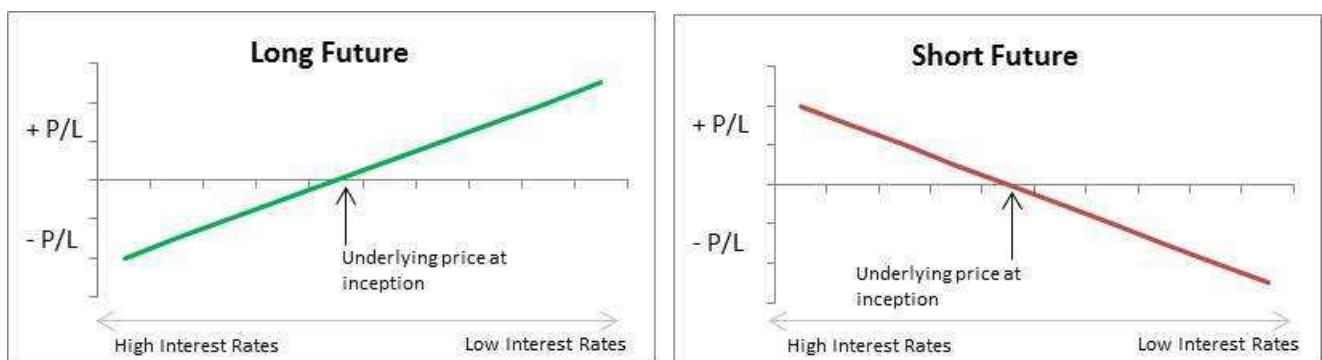 Long Future
+ P/L
- P/L
Underlying price at
inception
High Interest Rates
Low Interest Rates
Short Future
+ P/L
- P/L
Underlying price at
inception
High Interest Rates
Low Interest Rates